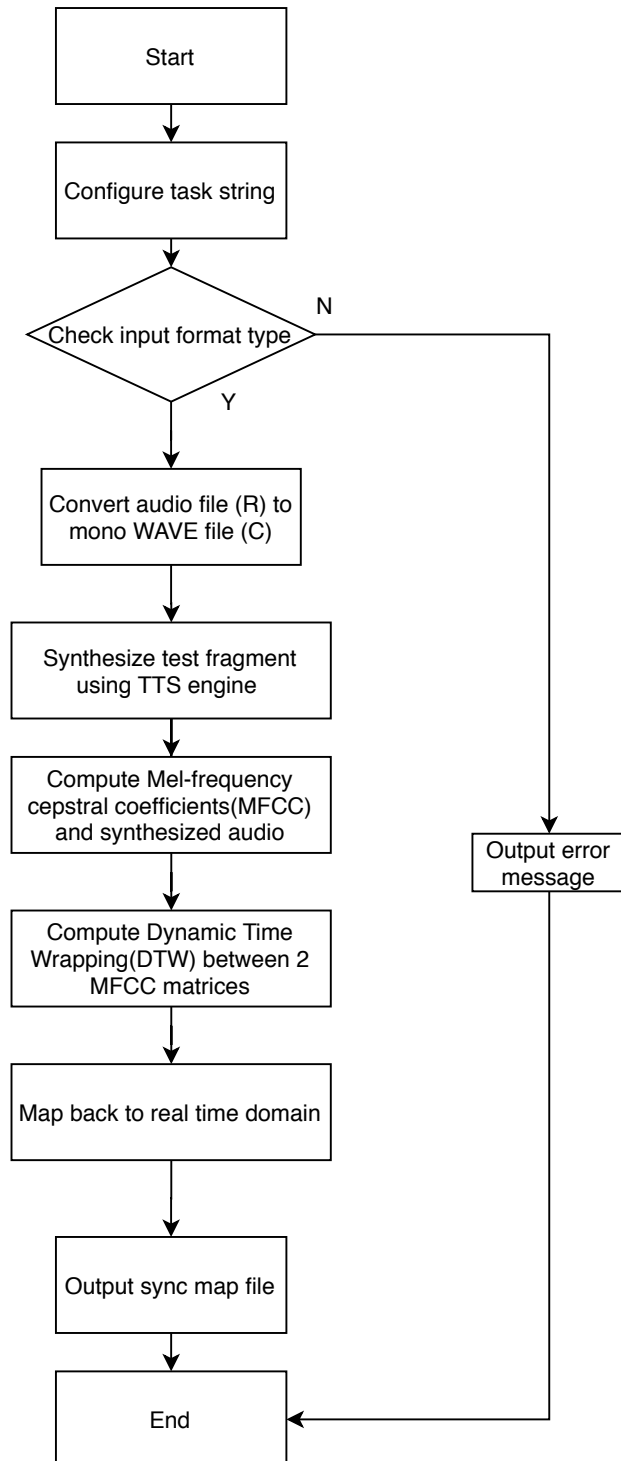 Start
Configure task string
Check input format type
N
Y
Convert audio file (R) to
mono WAVE file (C)
Synthesize test fragment
using TTS engine
Compute Mel-frequency
cepstral coefficients(MFCC)
and synthesized audio
Output error
message
Compute Dynamic Time
Wrapping(DTW) between 2
MFCC matrices
Map back to real time domain
Output sync map file
End